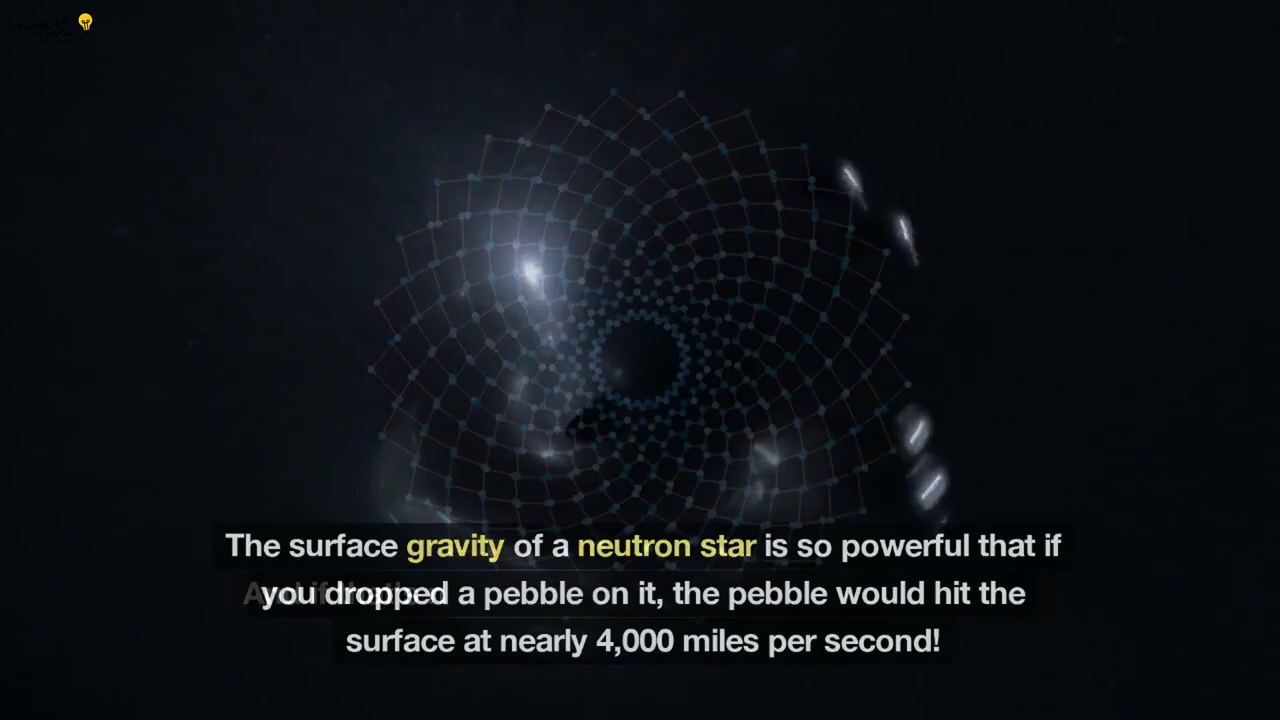 The surface gravity of a neutron star is so powerful that if
you dropped a pebble on it, the pebble would hit the
surface at nearly 4,000 miles per second!